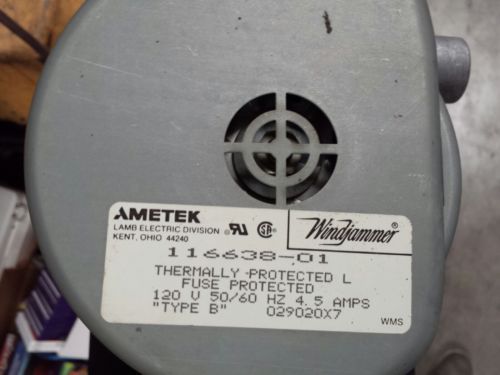 AMETEK
LAMB ELECTRIC DIVISION
KENT, OHIO 44240
Windjammer®
116638-01
THERMALLY PROTECTED L
FUSE PROTECTED
120 V 50/60 HZ 4.5 AMPS
"TYPE B" 029020X7
WMS